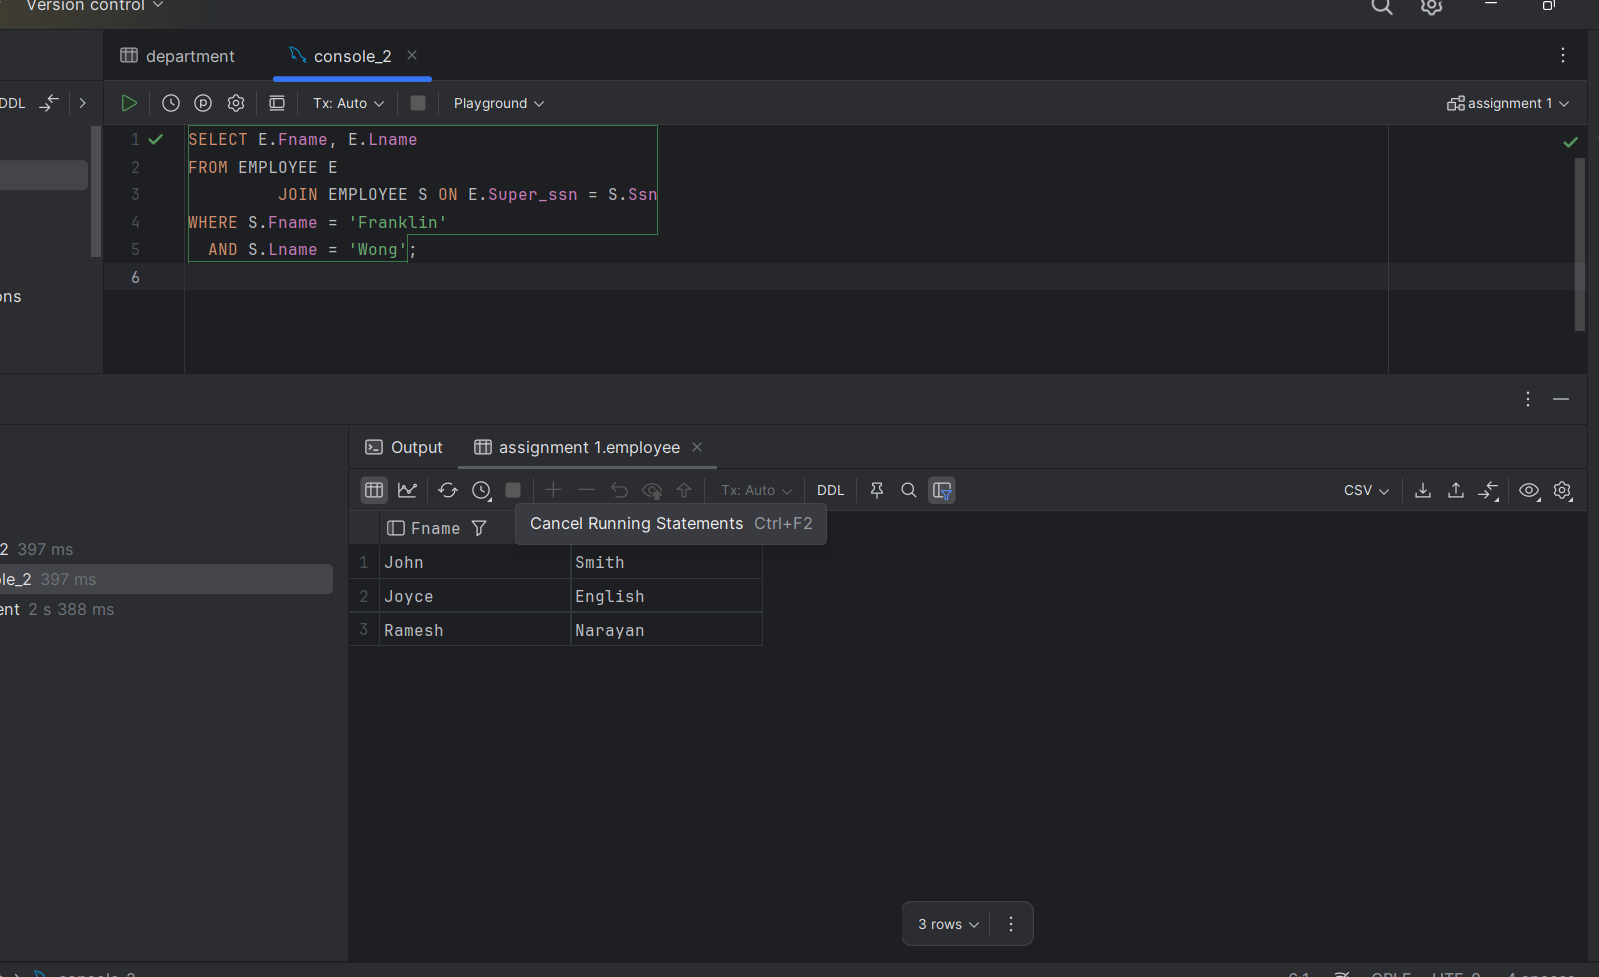 Version control
department
console_2
DDL
Tx: Auto
Playground
assignment 1
1 SELECT E.Fname, E.Lname
2 FROM EMPLOYEE E
3 JOIN EMPLOYEE S ON E.Super_ssn = S.Ssn
4 WHERE S.Fname = 'Franklin'
5 AND S.Lname = 'Wong';
6
ons
Output
assignment 1.employee
Tx: Auto
DDL
CSV
Fname
Cancel Running Statements Ctrl+F2
1 John Smith
2 Joyce English
3 Ramesh Narayan
2 397 ms
le_2 397 ms
ent 2 s 388 ms
3 rows